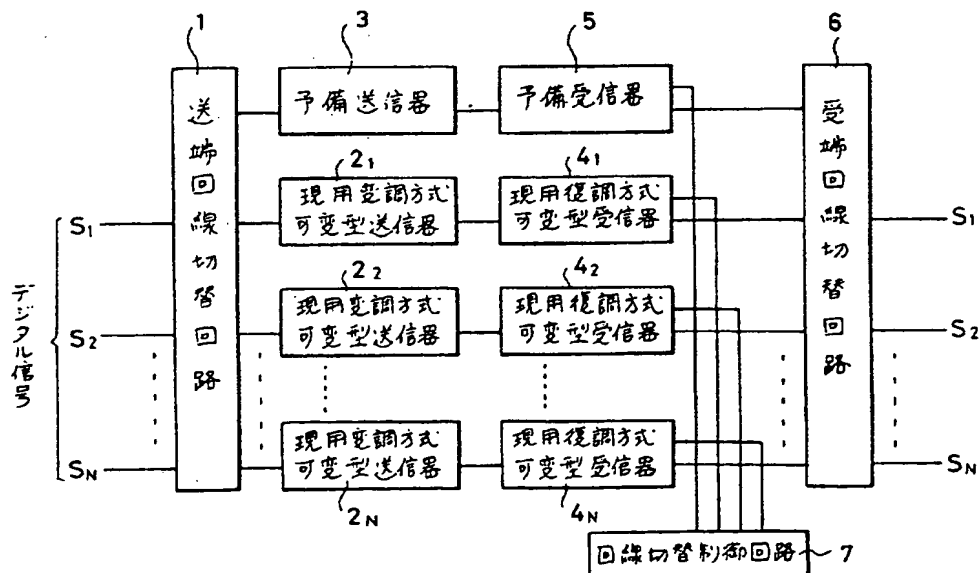 1
3
5
6
送端回線切替回路
予備送信器
予備受信器
受端回線切替回路
2₁
4₁
現用変調方式
可変型送信器
現用復調方式
可変型受信器
S₁
S₁
2₂
4₂
現用変調方式
可変型送信器
現用復調方式
可変型受信器
デジタル信号
S₂
S₂
現用変調方式
可変型送信器
現用復調方式
可変型受信器
S_N
S_N
2_N
4_N
回線切替制御回路
7